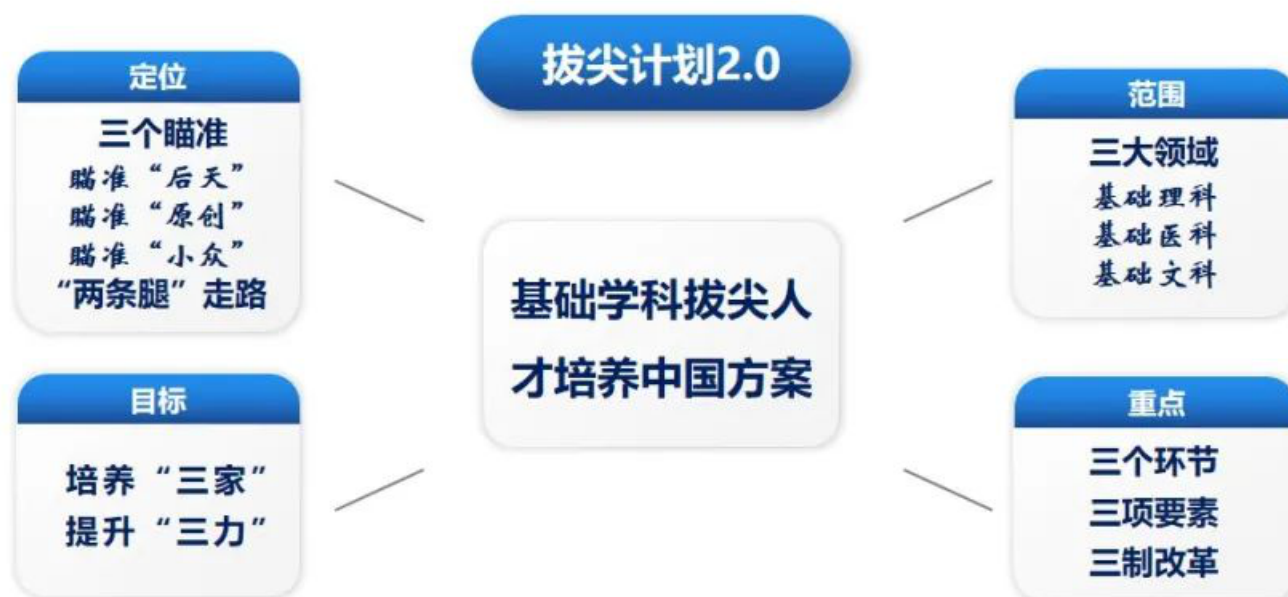 拔尖计划2.0
定位
三个瞄准
瞄准“后天”
瞄准“原创”
瞄准“小众”
“两条腿”走路
范围
三大领域
基础理科
基础医科
基础文科
基础学科拔尖人
才培养中国方案
目标
培养“三家”
提升“三力”
重点
三个环节
三项要素
三制改革